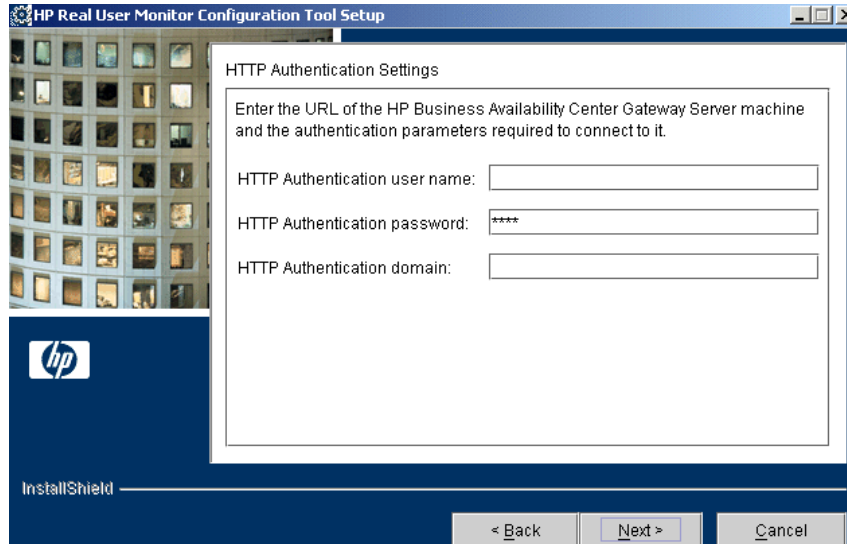 HP Real User Monitor Configuration Tool Setup
HTTP Authentication Settings
Enter the URL of the HP Business Availability Center Gateway Server machine
and the authentication parameters required to connect to it.
HTTP Authentication user name:
HTTP Authentication password: ****
HTTP Authentication domain:
hp
InstallShield
< Back Next > Cancel